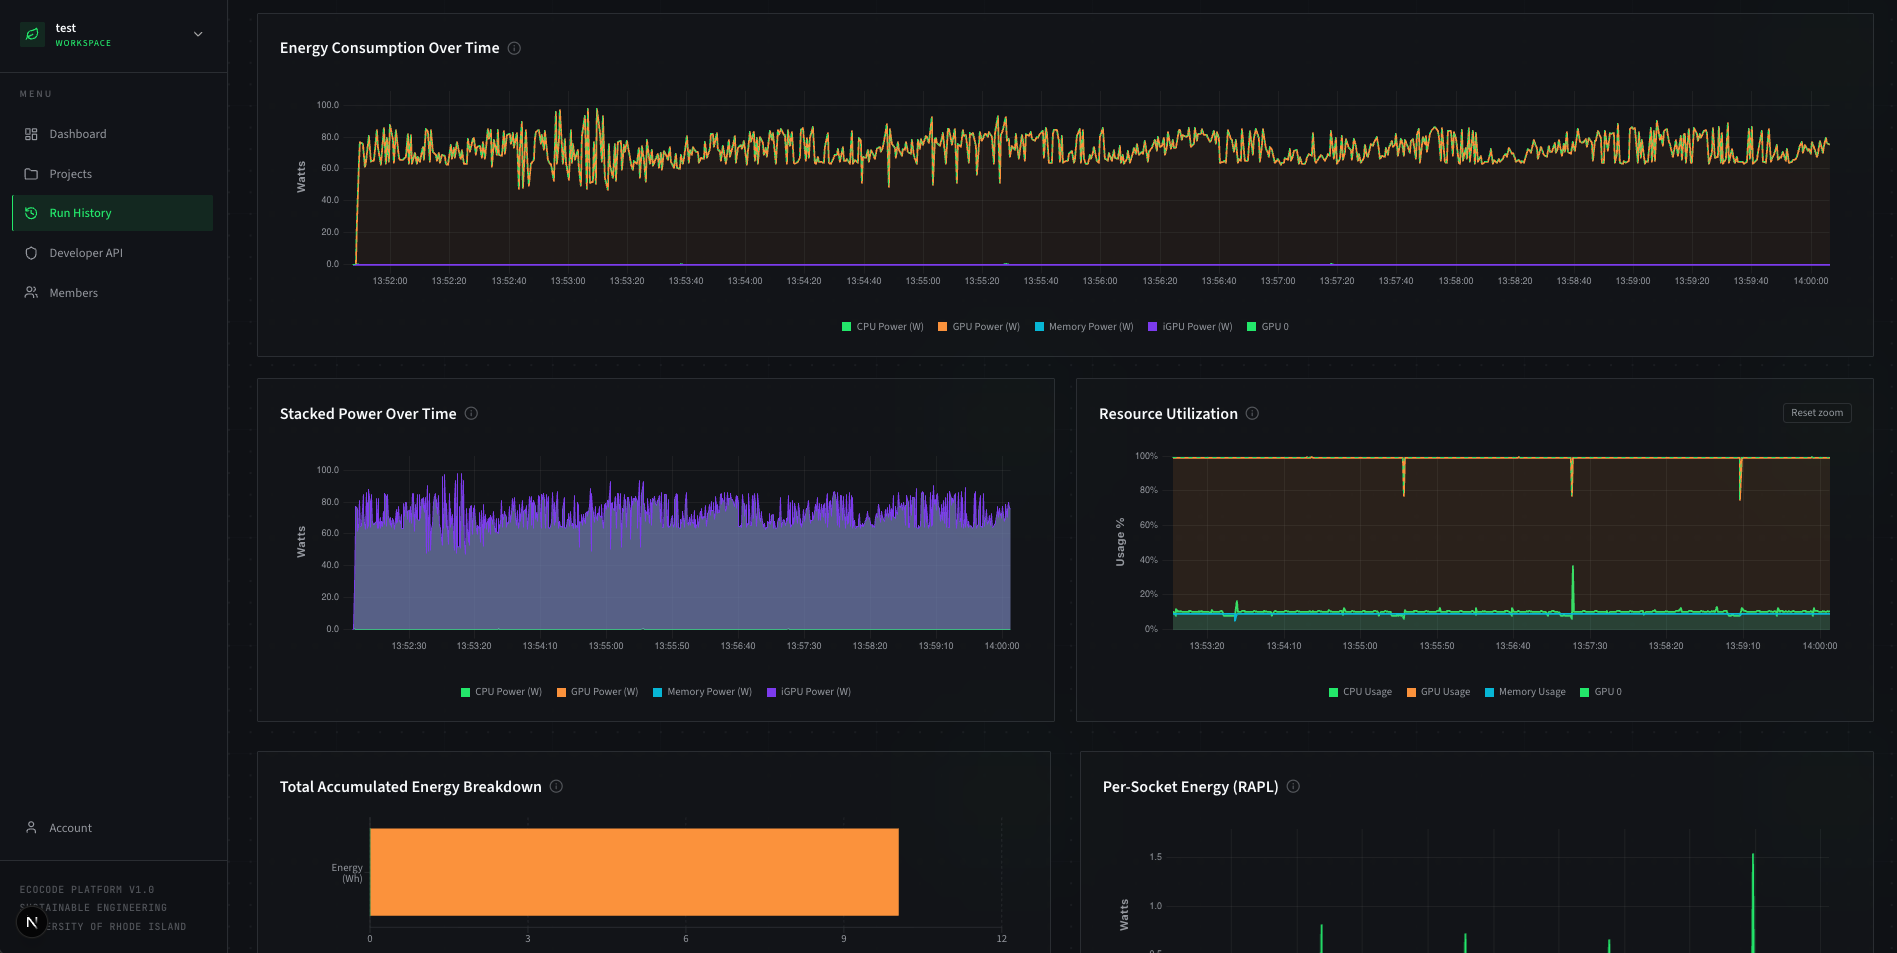 test
WORKSPACE
MENU
Dashboard
Projects
Run History
Developer API
Members
Account
ECOCODE PLATFORM V1.0
SUSTAINABLE ENGINEERING
N
ERSITY OF RHODE ISLAND
Energy Consumption Over Time
Watts
100.0
80.0
60.0
40.0
20.0
0.0
13:52:00 13:52:20 13:52:40 13:53:00 13:53:20 13:53:40 13:54:00 13:54:20 13:54:40 13:55:00 13:55:20 13:55:40 13:56:00 13:56:20 13:56:40 13:57:00 13:57:20 13:57:40 13:58:00 13:58:20 13:58:40 13:59:00 13:59:20 13:59:40 14:00:00
CPU Power (W) GPU Power (W) Memory Power (W) iGPU Power (W) GPU 0
Stacked Power Over Time
Watts
100.0
80.0
60.0
40.0
20.0
0.0
13:52:30 13:53:20 13:54:10 13:55:00 13:55:50 13:56:40 13:57:30 13:58:20 13:59:10 14:00:00
CPU Power (W) GPU Power (W) Memory Power (W) iGPU Power (W)
Resource Utilization
Reset zoom
Usage %
100%
80%
60%
40%
20%
0%
13:53:20 13:54:10 13:55:00 13:55:50 13:56:40 13:57:30 13:58:20 13:59:10 14:00:00
CPU Usage GPU Usage Memory Usage GPU 0
Total Accumulated Energy Breakdown
Energy
(Wh)
0 3 6 9 12
Per-Socket Energy (RAPL)
Watts
1.5
1.0